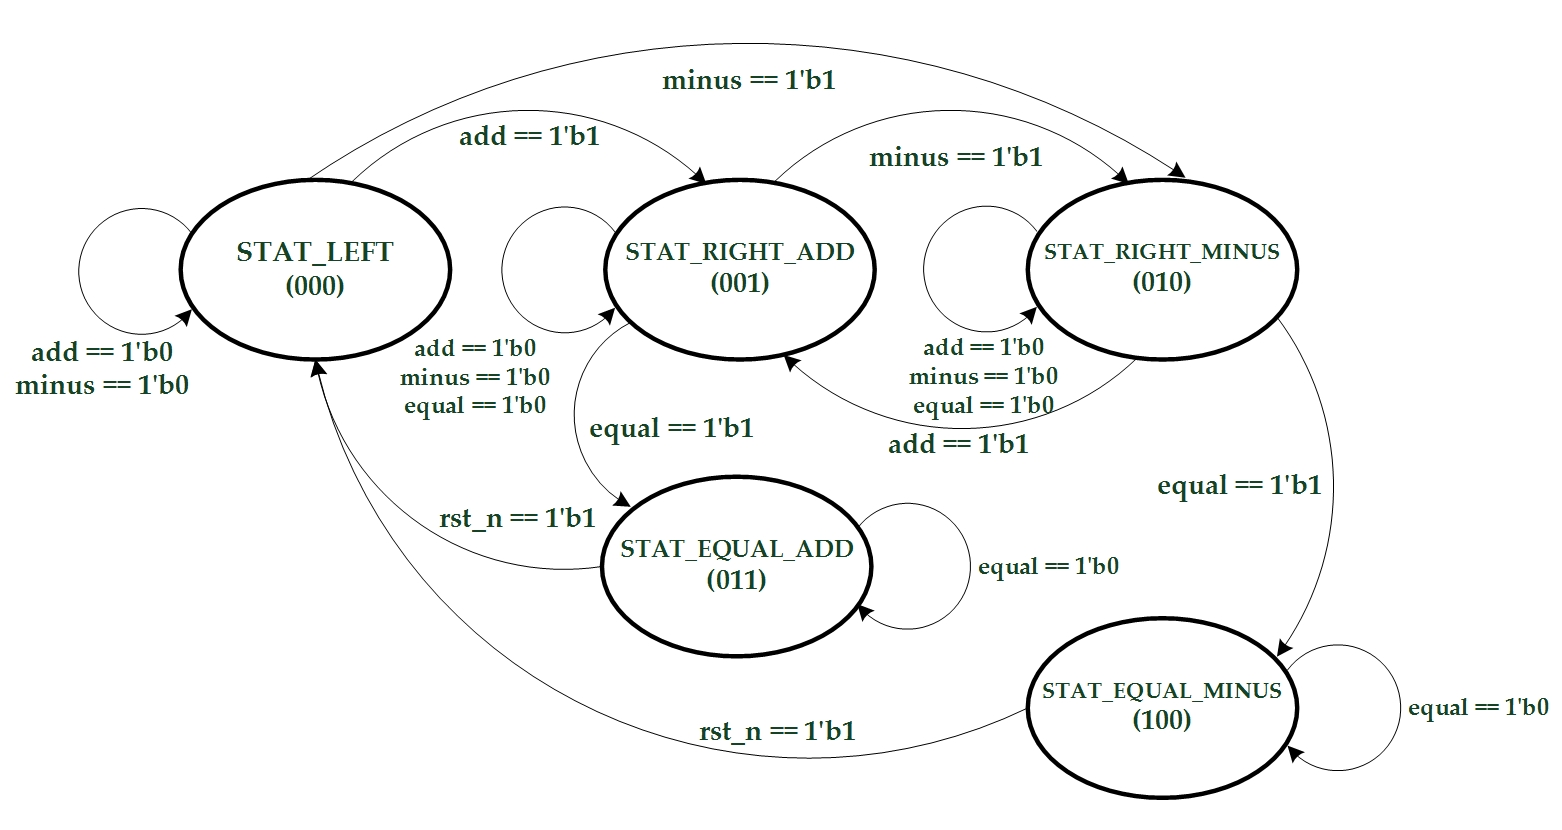 minus == 1'b1
add == 1'b1
minus == 1'b1
STAT_LEFT
(000)
STAT_RIGHT_ADD
(001)
STAT_RIGHT_MINUS
(010)
add == 1'b0
minus == 1'b0
add == 1'b0
minus == 1'b0
equal == 1'b0
add == 1'b0
minus == 1'b0
equal == 1'b0
equal == 1'b1
add == 1'b1
equal == 1'b1
rst_n == 1'b1
STAT_EQUAL_ADD
(011)
equal == 1'b0
STAT_EQUAL_MINUS
(100)
equal == 1'b0
rst_n == 1'b1